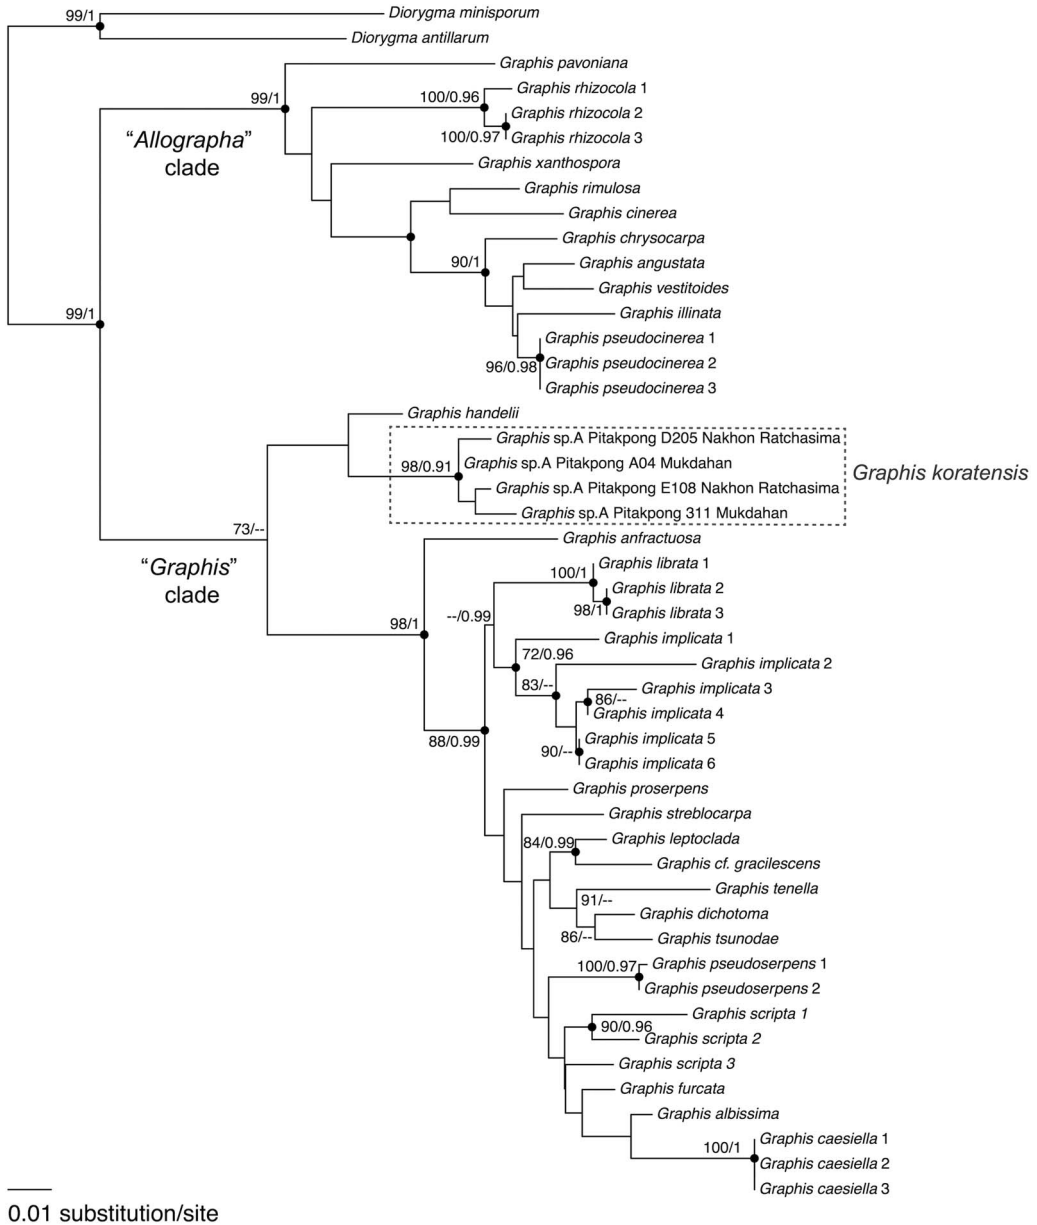 99/1
Diorygma minisporum
Diorygma antillarum
Graphis pavoniana
99/1
100/0.96
Graphis rhizocola 1
Graphis rhizocola 2
100/0.97
Graphis rhizocola 3
“Allographa”
clade
Graphis xanthospora
Graphis rimulosa
Graphis cinerea
Graphis chrysocarpa
90/1
Graphis angustata
Graphis vestitoides
99/1
Graphis illinata
Graphis pseudocinerea 1
96/0.98
Graphis pseudocinerea 2
Graphis pseudocinerea 3
Graphis handelii
Graphis sp.A Pitakpong D205 Nakhon Ratchasima
98/0.91
Graphis sp.A Pitakpong A04 Mukdahan
Graphis koratensis
Graphis sp.A Pitakpong E108 Nakhon Ratchasima
Graphis sp.A Pitakpong 311 Mukdahan
73/--
Graphis anfractuosa
“Graphis”
clade
Graphis librata 1
100/1
Graphis librata 2
98/1
Graphis librata 3
--/0.99
98/1
Graphis implicata 1
72/0.96
Graphis implicata 2
83/--
Graphis implicata 3
86/--
Graphis implicata 4
88/0.99
Graphis implicata 5
90/--
Graphis implicata 6
Graphis proserpens
Graphis streblocarpa
84/0.99
Graphis leptoclada
Graphis cf. gracilescens
Graphis tenella
91/--
Graphis dichotoma
86/--
Graphis tsunodae
100/0.97
Graphis pseudoserpens 1
Graphis pseudoserpens 2
Graphis scripta 1
90/0.96
Graphis scripta 2
Graphis scripta 3
Graphis furcata
Graphis albissima
100/1
Graphis caesiella 1
Graphis caesiella 2
Graphis caesiella 3
0.01 substitution/site